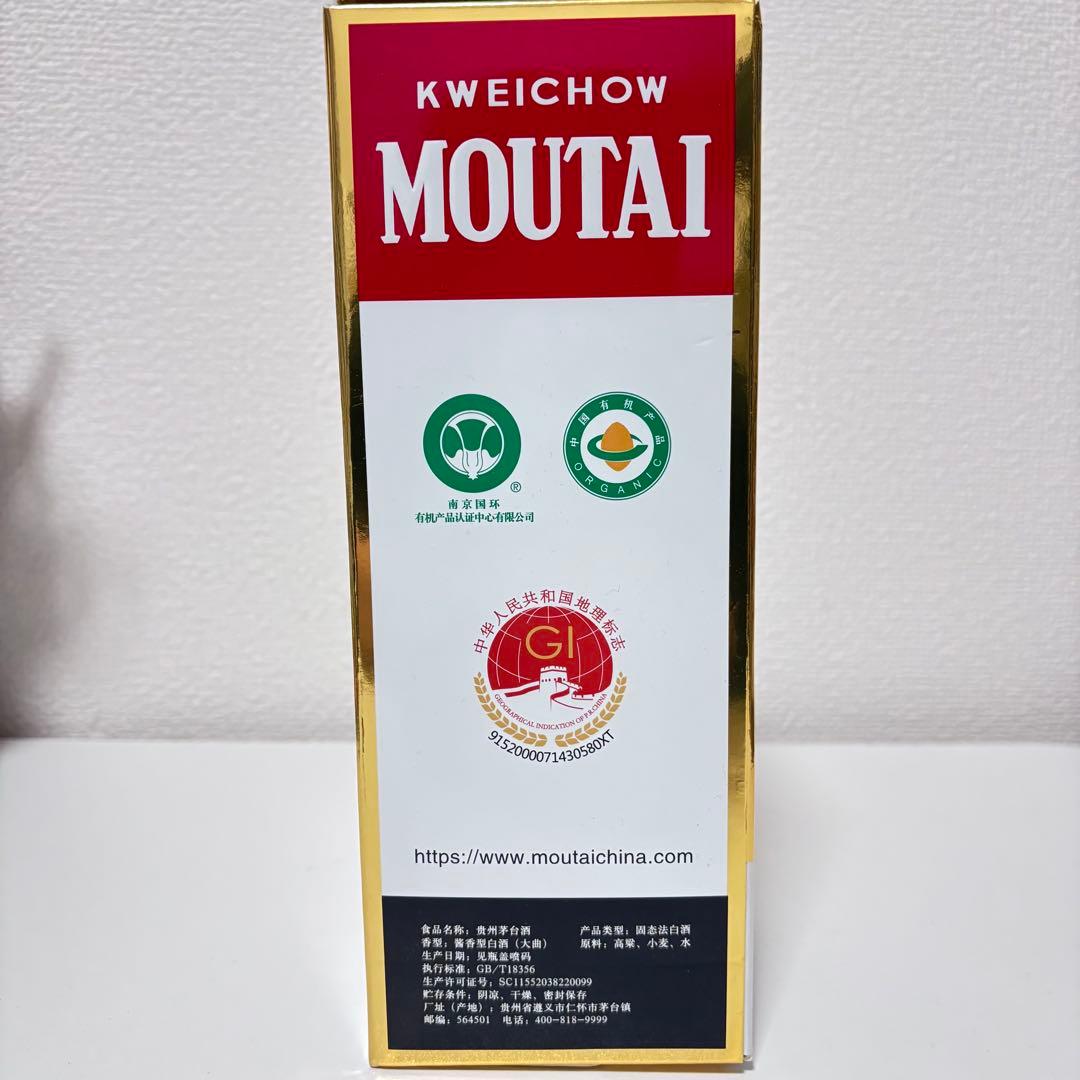 KWEICHOW
MOUTAI
®
南京国环
有机产品认证中心有限公司
中国有机产品
ORGANIC
中华人民共和国地理标志
GI
GEOGRAPHICAL INDICATION OF P.R.CHINA
9152000071430580XT
https://www.moutaichina.com
食品名称：贵州茅台酒 产品类型：固态法白酒
香型：酱香型白酒（大曲） 原料：高粱、小麦、水
生产日期：见瓶盖喷码
执行标准：GB/T18356
生产许可证号：SC11552038220099
贮存条件：阴凉、干燥、密封保存
厂址（产地）：贵州省遵义市仁怀市茅台镇
邮编：564501 电话：400-818-9999